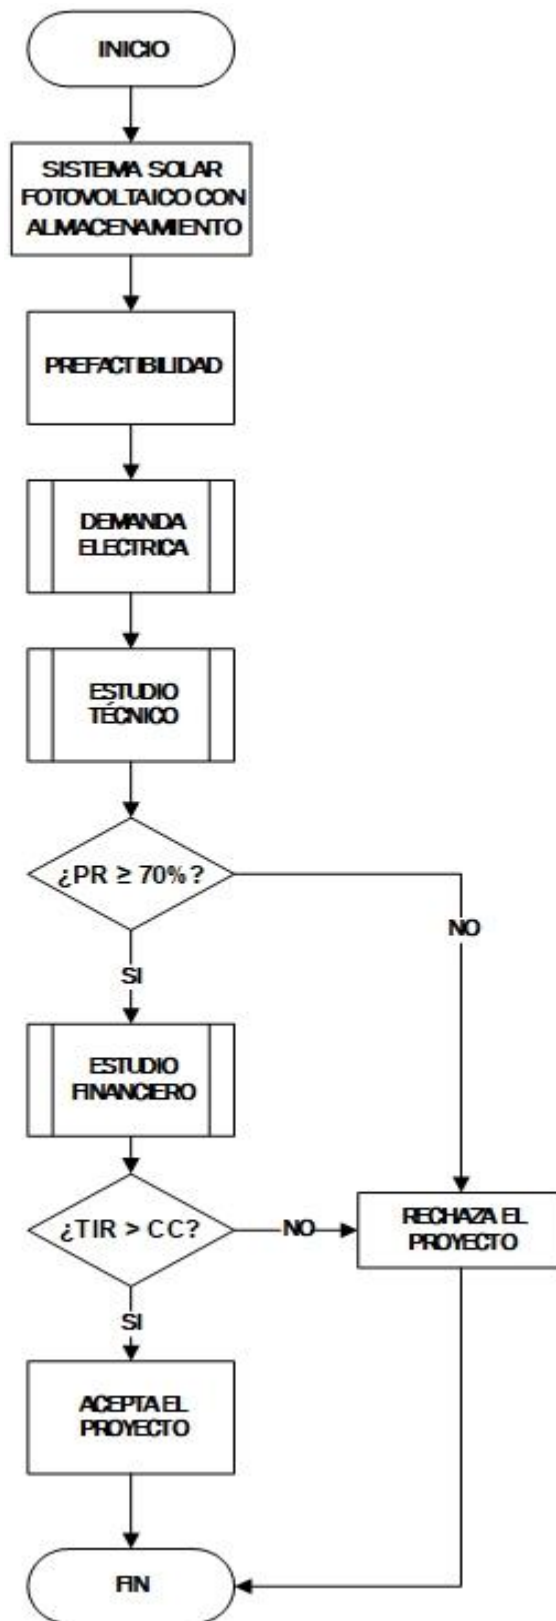 INICIO
SISTEMA SOLAR
FOTOVOLTAICO CON
ALMACENAMIENTO
PREFACTIBILIDAD
DEMANDA
ELECTRICA
ESTUDIO
TÉCNICO
¿PR ≥ 70%?
NO
SI
ESTUDIO
FINANCIERO
¿TIR > CC?
NO
RECHAZA EL
PROYECTO
SI
ACEPTA EL
PROYECTO
FIN